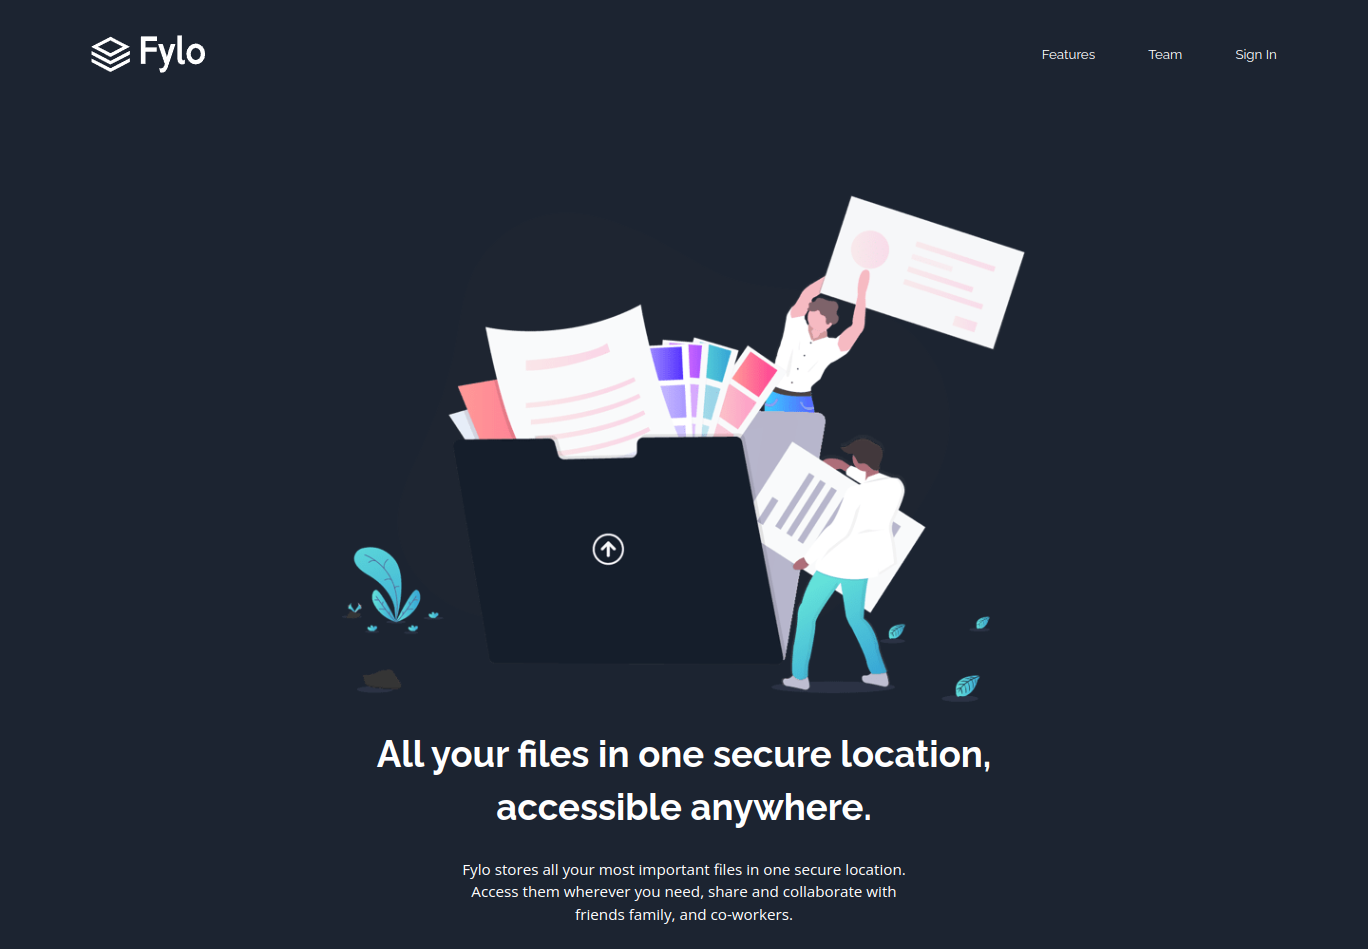 Fylo
Features
Team
Sign In
All your files in one secure location,
accessible anywhere.
Fylo stores all your most important files in one secure location.
Access them wherever you need, share and collaborate with
friends family, and co-workers.